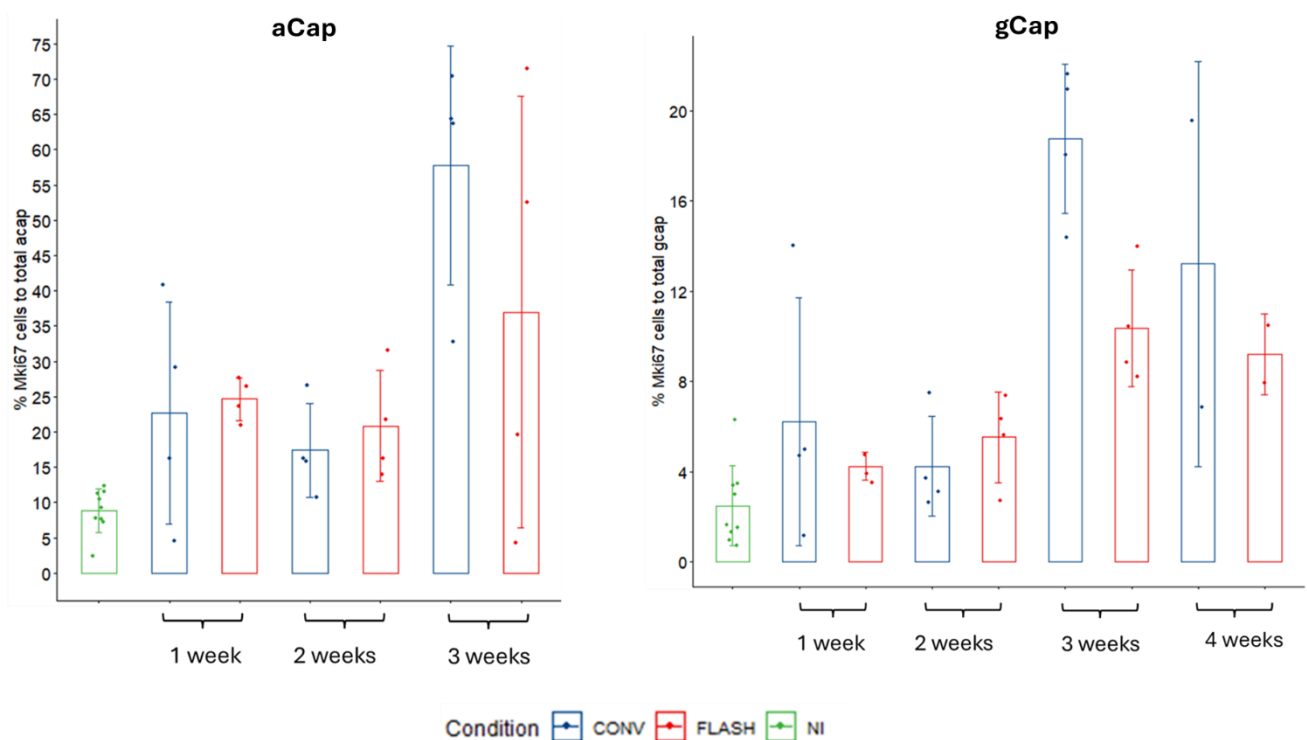 aCap
% Mki67 cells to total acap
75
70
65
60
55
50
45
40
35
30
25
20
15
10
5
0
1 week
2 weeks
3 weeks
gCap
% Mki67 cells to total gcap
20
16
12
8
4
0
1 week
2 weeks
3 weeks
4 weeks
Condition CONV FLASH NI